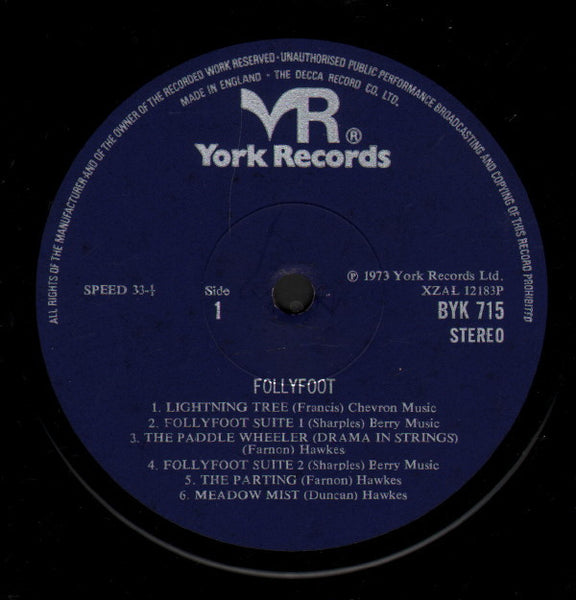 ALL RIGHTS OF THE MANUFACTURER AND OF THE OWNER OF THE RECORDED WORK RESERVED · UNAUTHORISED PUBLIC PERFORMANCE BROADCASTING AND COPYING OF THIS RECORD PROHIBITED
MADE IN ENGLAND · THE DECCA RECORD CO. LTD.
YR®
York Records
SPEED 33-⅓
Side
1
℗ 1973 York Records Ltd.
XZAL 12183P
BYK 715
STEREO
FOLLYFOOT
1. LIGHTNING TREE (Francis) Chevron Music
2. FOLLYFOOT SUITE 1 (Sharples) Berry Music
3. THE PADDLE WHEELER (DRAMA IN STRINGS)
(Farnon) Hawkes
4. FOLLYFOOT SUITE 2 (Sharples) Berry Music
5. THE PARTING (Farnon) Hawkes
6. MEADOW MIST (Duncan) Hawkes